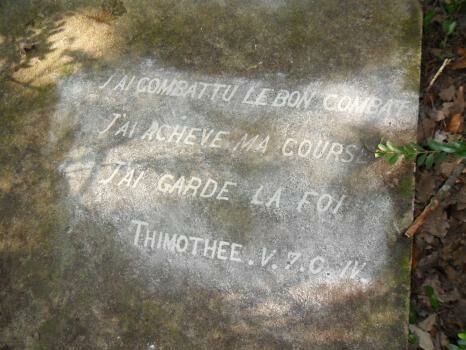 J'AI COMBATTU LE BON COMBAT
J'AI ACHEVE MA COURSE
J'AI GARDE LA FOI
THIMOTHEE. V. 7. C. IV.